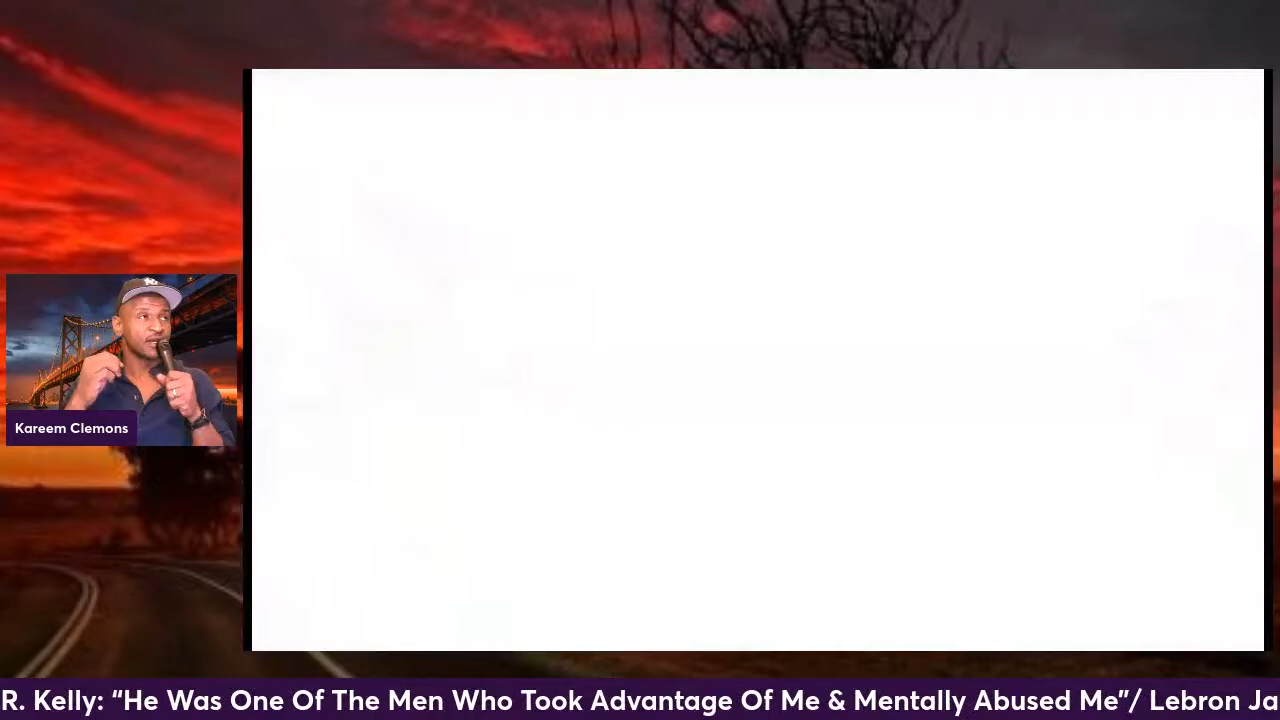 Kareem Clemons
R. Kelly: “He Was One Of The Men Who Took Advantage Of Me & Mentally Abused Me”/ Lebron Ja